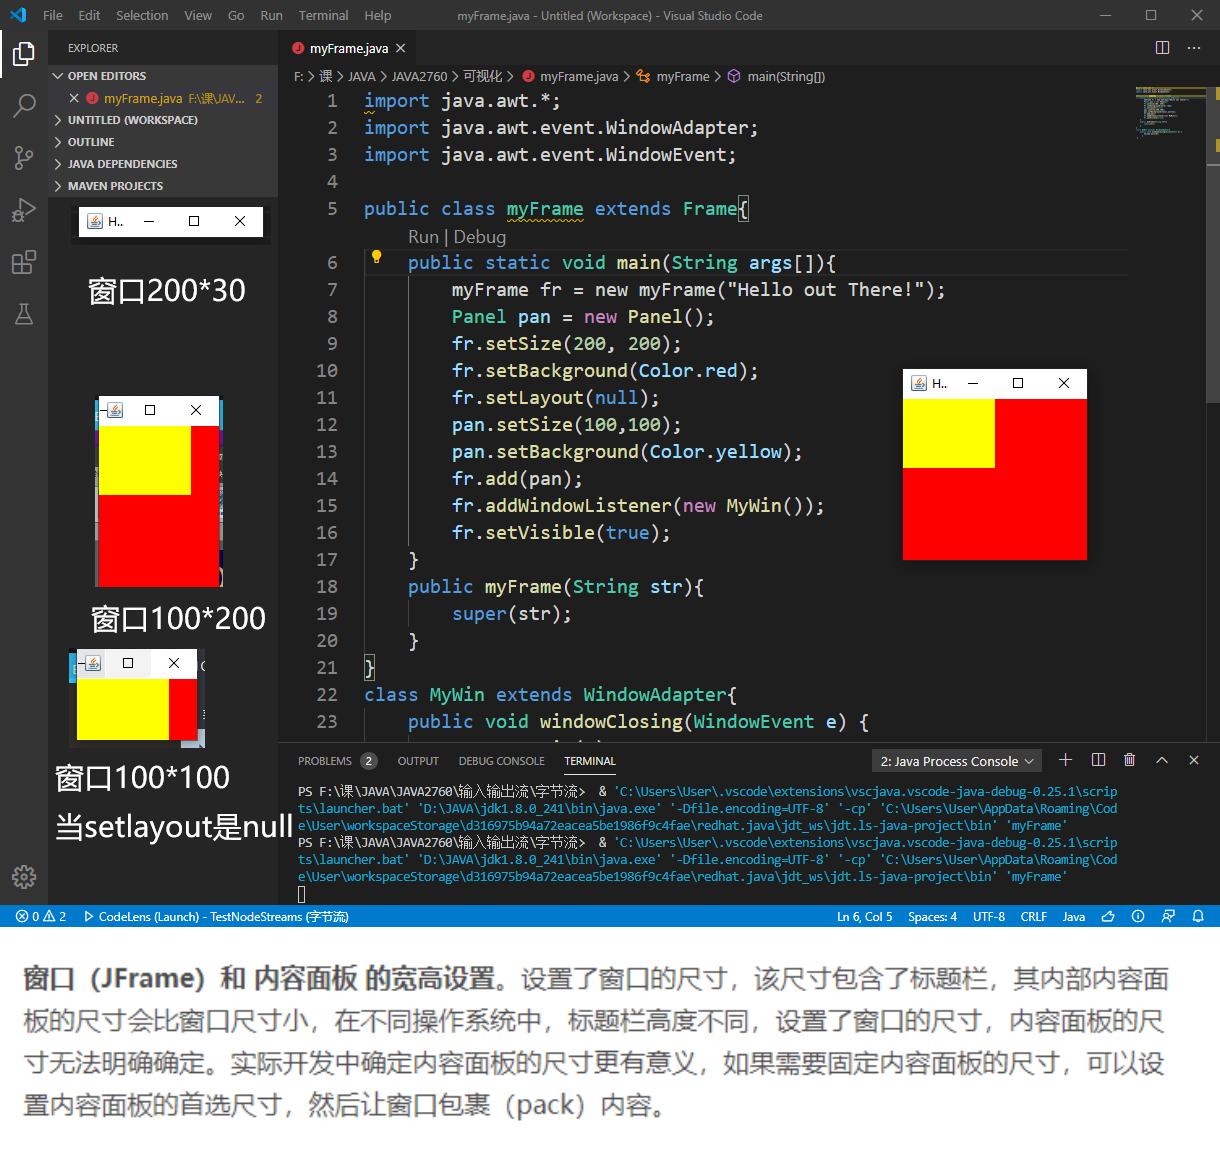 File Edit Selection View Go Run Terminal Help myFrame.java - Untitled (Workspace) - Visual Studio Code
EXPLORER
OPEN EDITORS
myFrame.java F:\课\JAV... 2
UNTITLED (WORKSPACE)
OUTLINE
JAVA DEPENDENCIES
MAVEN PROJECTS
H..
窗口200*30
窗口100*200
窗口100*100
当setlayout是null
myFrame.java
F: > 课 > JAVA > JAVA2760 > 可视化 > myFrame.java > myFrame > main(String[])
1 import java.awt.*;
2 import java.awt.event.WindowAdapter;
3 import java.awt.event.WindowEvent;
4
5 public class myFrame extends Frame{
Run | Debug
6 public static void main(String args[]){
7 myFrame fr = new myFrame("Hello out There!");
8 Panel pan = new Panel();
9 fr.setSize(200, 200);
10 fr.setBackground(Color.red);
11 fr.setLayout(null);
12 pan.setSize(100,100);
13 pan.setBackground(Color.yellow);
14 fr.add(pan);
15 fr.addWindowListener(new MyWin());
16 fr.setVisible(true);
17 }
18 public myFrame(String str){
19 super(str);
20 }
21 }
22 class MyWin extends WindowAdapter{
23 public void windowClosing(WindowEvent e) {
H..
PROBLEMS 2 OUTPUT DEBUG CONSOLE TERMINAL 2: Java Process Console
PS F:\课\JAVA\JAVA2760\输入输出流\字节流> & 'C:\Users\User\.vscode\extensions\vscjava.vscode-java-debug-0.25.1\scrip
ts\launcher.bat' 'D:\JAVA\jdk1.8.0_241\bin\java.exe' '-Dfile.encoding=UTF-8' '-cp' 'C:\Users\User\AppData\Roaming\Cod
e\User\workspaceStorage\d316975b94a72eacea5be1986f9c4fae\redhat.java\jdt_ws\jdt.ls-java-project\bin' 'myFrame'
PS F:\课\JAVA\JAVA2760\输入输出流\字节流> & 'C:\Users\User\.vscode\extensions\vscjava.vscode-java-debug-0.25.1\scrip
ts\launcher.bat' 'D:\JAVA\jdk1.8.0_241\bin\java.exe' '-Dfile.encoding=UTF-8' '-cp' 'C:\Users\User\AppData\Roaming\Cod
e\User\workspaceStorage\d316975b94a72eacea5be1986f9c4fae\redhat.java\jdt_ws\jdt.ls-java-project\bin' 'myFrame'
0 2 CodeLens (Launch) - TestNodeStreams (字节流) Ln 6, Col 5 Spaces: 4 UTF-8 CRLF Java
窗口（JFrame）和 内容面板 的宽高设置。设置了窗口的尺寸，该尺寸包含了标题栏，其内部内容面
板的尺寸会比窗口尺寸小，在不同操作系统中，标题栏高度不同，设置了窗口的尺寸，内容面板的尺
寸无法明确确定。实际开发中确定内容面板的尺寸更有意义，如果需要固定内容面板的尺寸，可以设
置内容面板的首选尺寸，然后让窗口包裹（pack）内容。